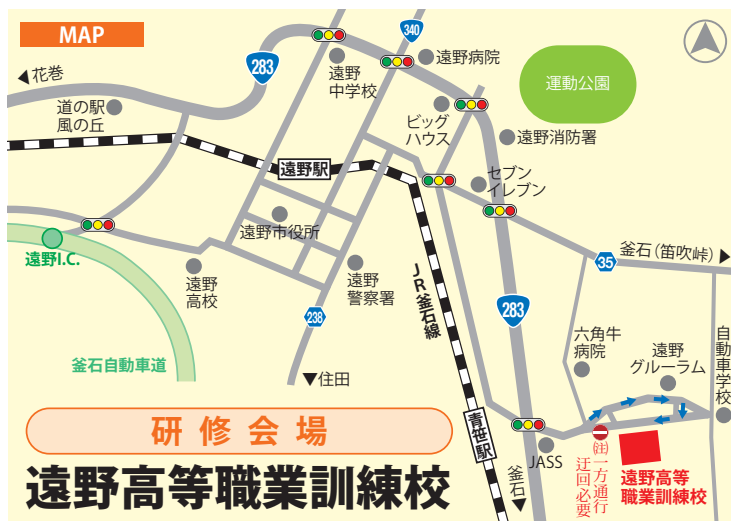 MAP
340
283
花巻
遠野病院
遠野
中学校
運動公園
道の駅
風の丘
ビッグ
ハウス
遠野消防署
遠野駅
セブン
イレブン
遠野市役所
遠野I.C.
釜石(笛吹峠)
35
遠野
高校
遠野
警察署
JR釜石線
238
283
釜石自動車道
住田
六角牛
病院
遠野
グルーラム
自動車学校
研修会場
青笹駅
JASS
釜石
(注)一方通行
迂回必要
遠野高等
職業訓練校
遠野高等職業訓練校